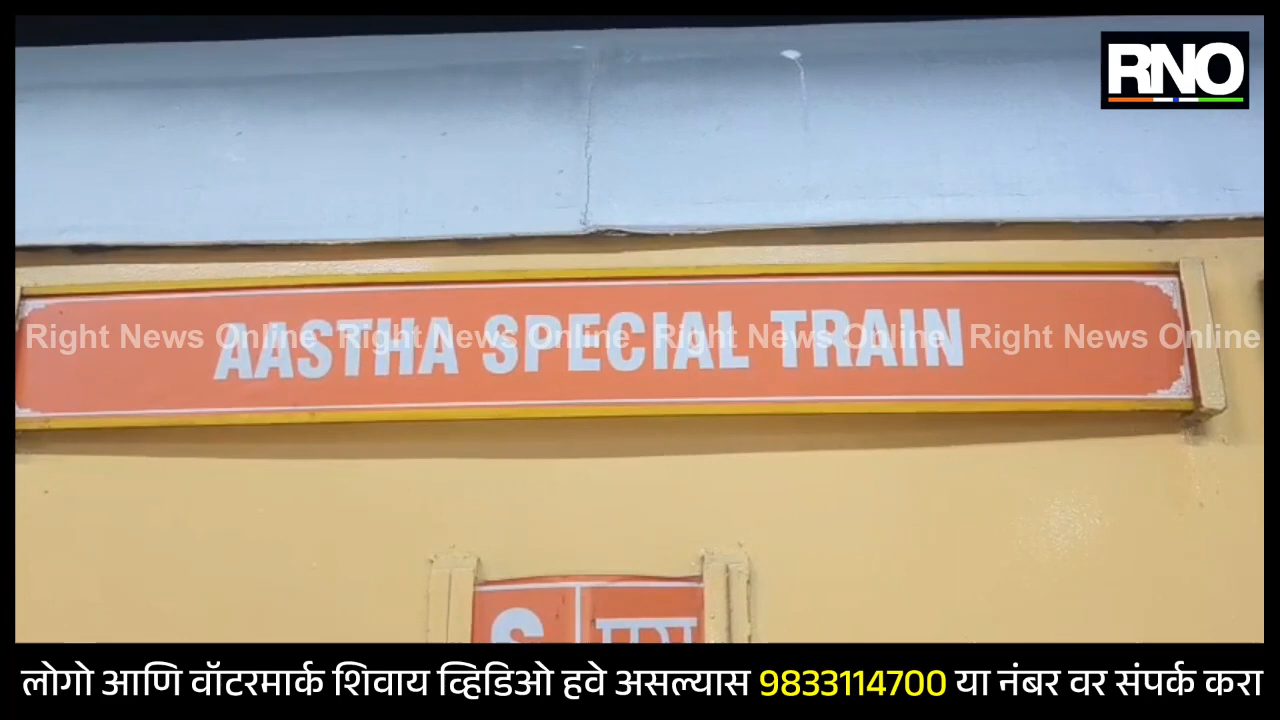 RNO
Right News Online Right News Online Right News Online Right News Online
AASTHA SPECIAL TRAIN
S एस
लोगो आणि वॉटरमार्क शिवाय व्हिडिओ हवे असल्यास 9833114700 या नंबर वर संपर्क करा